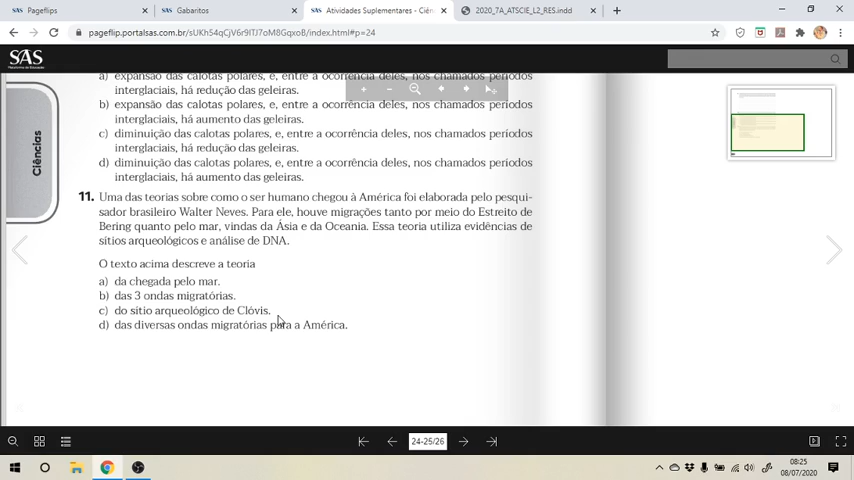 Pageflips
Gabaritos
Atividades Suplementares - Ciên
2020_7A_ATSCIE_L2_RES.indd
pageflip.portalsas.com.br/sUKh54qCjV6r9ITJ7oM8GqxoB/index.html#p=24
SAS
Ciências
a) expansão das calotas polares, e, entre a ocorrência deles, nos chamados períodos
interglaciais, há redução das geleiras.
b) expansão das calotas polares, e, entre a ocorrência deles, nos chamados períodos
interglaciais, há aumento das geleiras.
c) diminuição das calotas polares, e, entre a ocorrência deles, nos chamados períodos
interglaciais, há redução das geleiras.
d) diminuição das calotas polares, e, entre a ocorrência deles, nos chamados períodos
interglaciais, há aumento das geleiras.
11. Uma das teorias sobre como o ser humano chegou à América foi elaborada pelo pesqui-
sador brasileiro Walter Neves. Para ele, houve migrações tanto por meio do Estreito de
Bering quanto pelo mar, vindas da Ásia e da Oceania. Essa teoria utiliza evidências de
sítios arqueológicos e análise de DNA.
O texto acima descreve a teoria
a) da chegada pelo mar.
b) das 3 ondas migratórias.
c) do sítio arqueológico de Clóvis.
d) das diversas ondas migratórias para a América.
24-25/26
08:25
08/07/2020